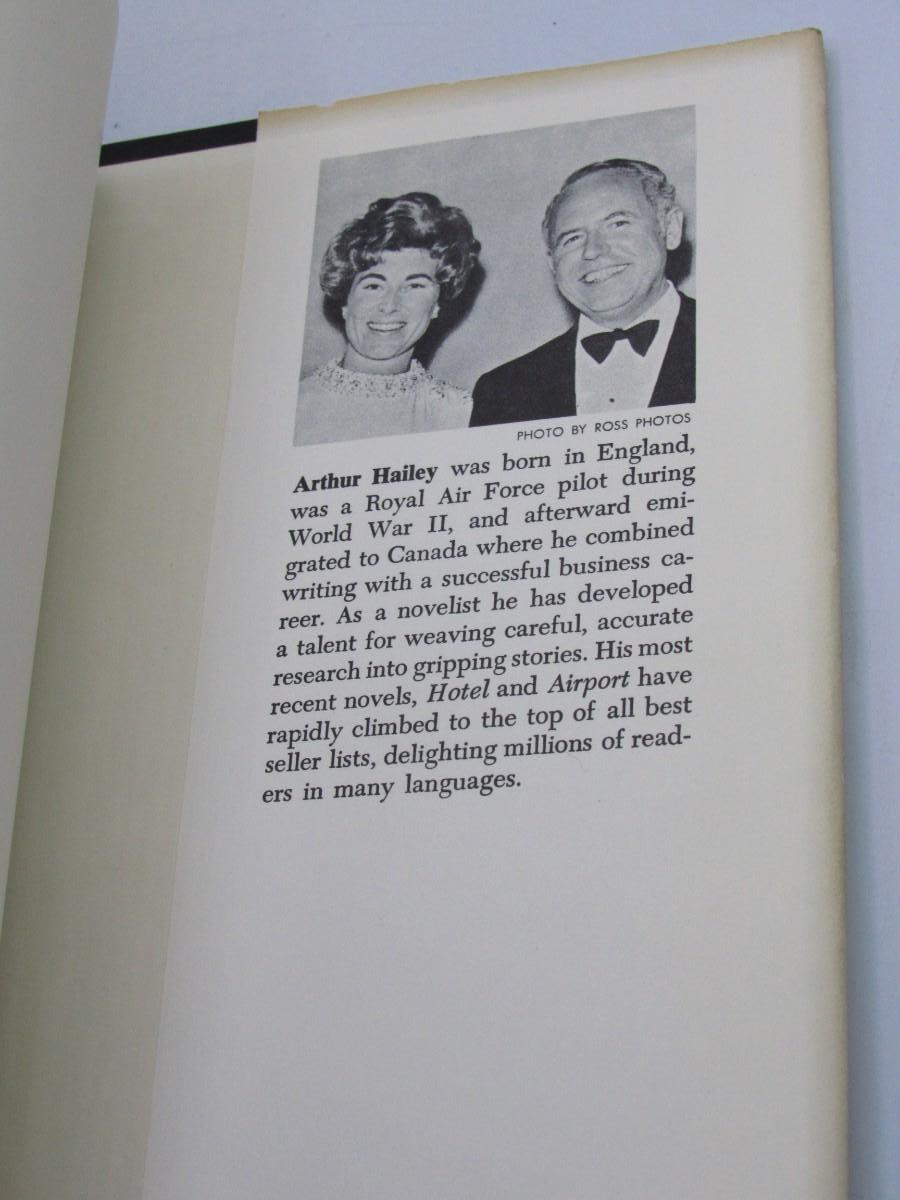 PHOTO BY ROSS PHOTOS
Arthur Hailey was born in England,
was a Royal Air Force pilot during
World War II, and afterward emi-
grated to Canada where he combined
writing with a successful business ca-
reer. As a novelist he has developed
a talent for weaving careful, accurate
research into gripping stories. His most
recent novels, Hotel and Airport have
rapidly climbed to the top of all best
seller lists, delighting millions of read-
ers in many languages.